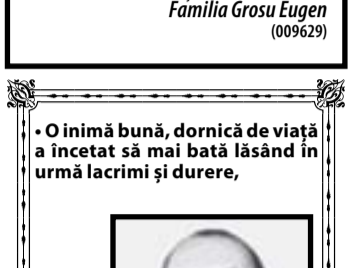 Familia Grosu Eugen
(009629)
• O inimă bună, dornică de viață
a încetat să mai bată lăsând în
urmă lacrimi și durere,